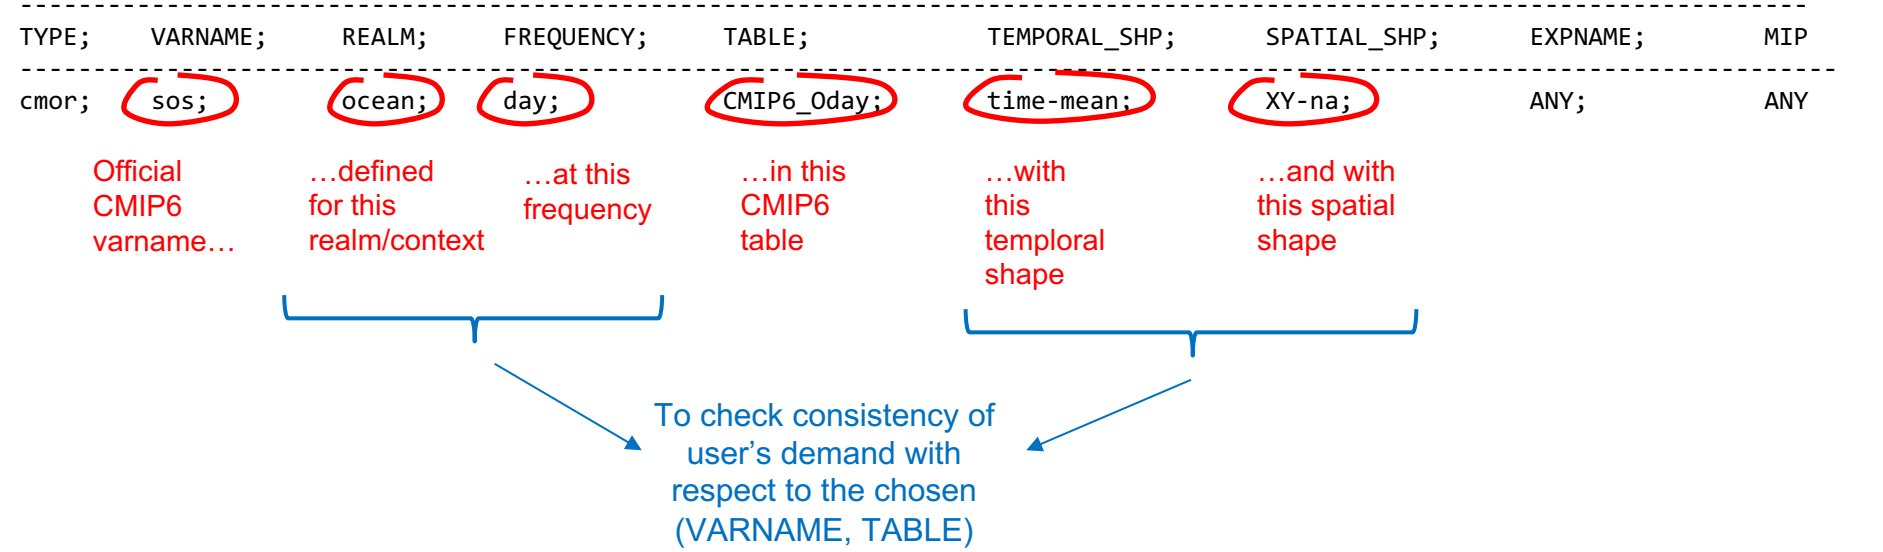 ------------------------------------------------------------------------------------------------------------------------
TYPE; VARNAME; REALM; FREQUENCY; TABLE; TEMPORAL_SHP; SPATIAL_SHP; EXPNAME; MIP
--------------------------------------------------------------------------------------------------------------------------
cmor; sos; ocean; day; CMIP6_Oday; time-mean; XY-na; ANY; ANY
Official
CMIP6
varname…
…defined
for this
realm/context
…at this
frequency
…in this
CMIP6
table
…with
this
temploral
shape
…and with
this spatial
shape
To check consistency of
user’s demand with
respect to the chosen
(VARNAME, TABLE)